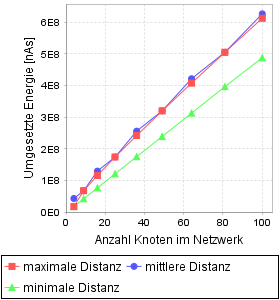 Umgesetzte Energie [nAs]
6E8
5E8
4E8
3E8
2E8
1E8
0E0
0 20 40 60 80 100
Anzahl Knoten im Netzwerk
maximale Distanz mittlere Distanz
minimale Distanz